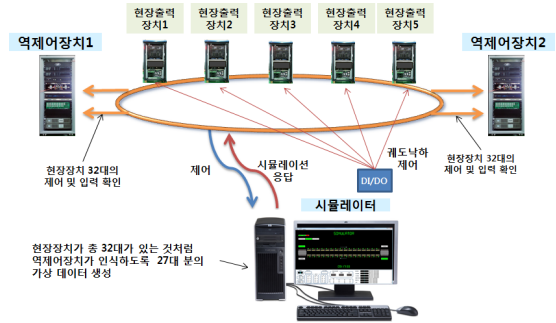 현장출력
장치1
현장출력
장치2
현장출력
장치3
현장출력
장치4
현장출력
장치5
역제어장치1
역제어장치2
현장장치 32대의
제어 및 입력 확인
현장장치 32대의
제어 및 입력 확인
제어
시뮬레이션
응답
궤도낙하
제어
DI/DO
시뮬레이터
현장장치가 총 32대가 있는 것처럼
역제어장치가 인식하도록 27대 분의
가상 데이터 생성